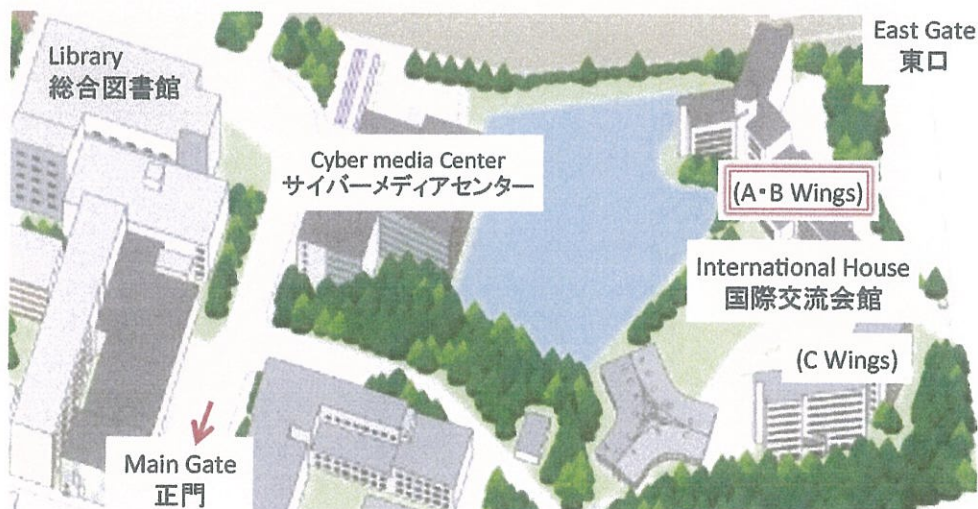 Library
総合図書館
East Gate
東口
Cyber media Center
サイバーメディアセンター
(A・B Wings)
International House
国際交流会館
(C Wings)
Main Gate
正門